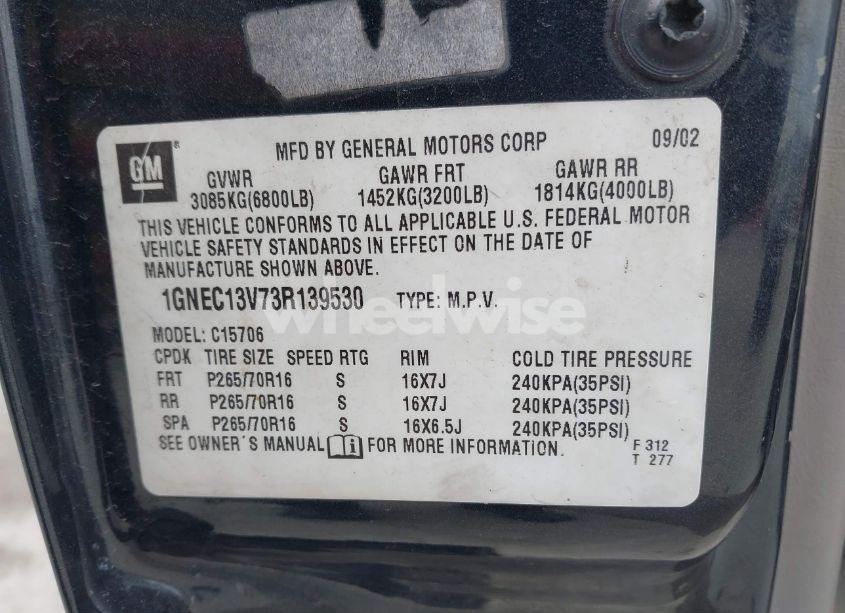 GM
MFD BY GENERAL MOTORS CORP 09/02
GVWR GAWR FRT GAWR RR
3085KG(6800LB) 1452KG(3200LB) 1814KG(4000LB)
THIS VEHICLE CONFORMS TO ALL APPLICABLE U.S. FEDERAL MOTOR
VEHICLE SAFETY STANDARDS IN EFFECT ON THE DATE OF
MANUFACTURE SHOWN ABOVE.
1GNEC13V73R139530 TYPE: M.P.V.
wheelwise
MODEL: C15706
CPDK TIRE SIZE SPEED RTG RIM COLD TIRE PRESSURE
FRT P265/70R16 S 16X7J 240KPA(35PSI)
RR P265/70R16 S 16X7J 240KPA(35PSI)
SPA P265/70R16 S 16X6.5J 240KPA(35PSI)
SEE OWNER'S MANUAL i FOR MORE INFORMATION.
F 312
T 277